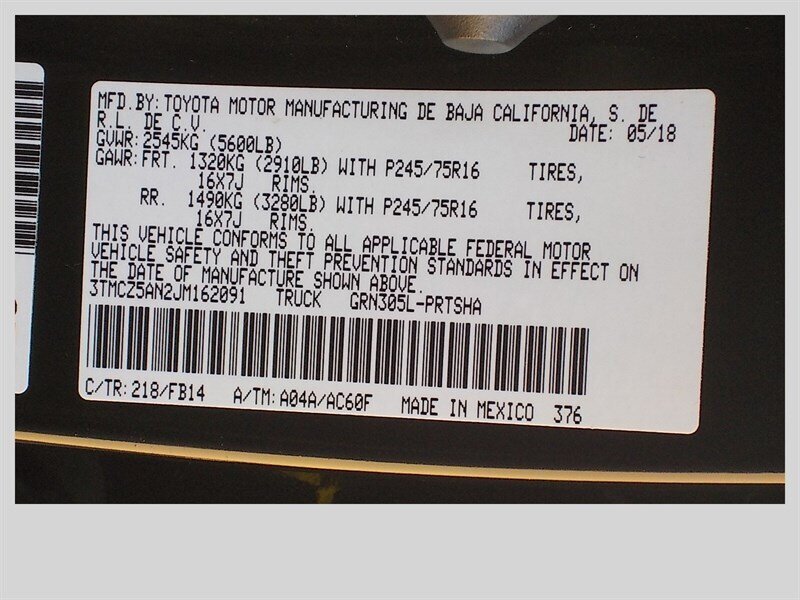 MFD.BY: TOYOTA MOTOR MANUFACTURING DE BAJA CALIFORNIA, S. DE
R.L. DE C.V. DATE: 05/18
GVWR: 2545KG (5600LB)
GAWR: FRT. 1320KG (2910LB) WITH P245/75R16 TIRES,
16X7J RIMS.
RR. 1490KG (3280LB) WITH P245/75R16 TIRES,
16X7J RIMS.
THIS VEHICLE CONFORMS TO ALL APPLICABLE FEDERAL MOTOR
VEHICLE SAFETY AND THEFT PREVENTION STANDARDS IN EFFECT ON
THE DATE OF MANUFACTURE SHOWN ABOVE.
3TMCZ5AN2JM162091 TRUCK GRN305L-PRTSHA
C/TR: 218/FB14 A/TM: A04A/AC60F MADE IN MEXICO 376